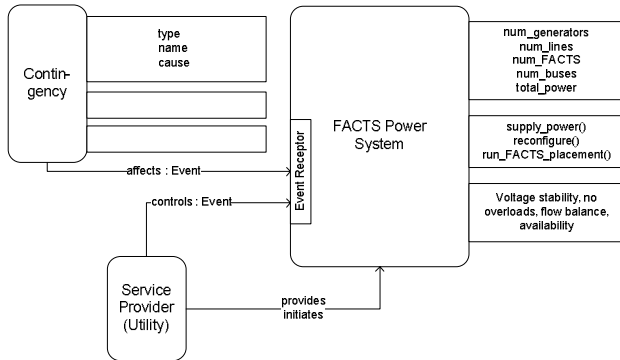 type
name
cause
Contin-
gency
affects : Event
controls : Event
Event Receptor
FACTS Power
System
num_generators
num_lines
num_FACTS
num_buses
total_power
supply_power()
reconfigure()
run_FACTS_placement()
Voltage stability, no
overloads, flow balance,
availability
Service
Provider
(Utility)
provides
initiates